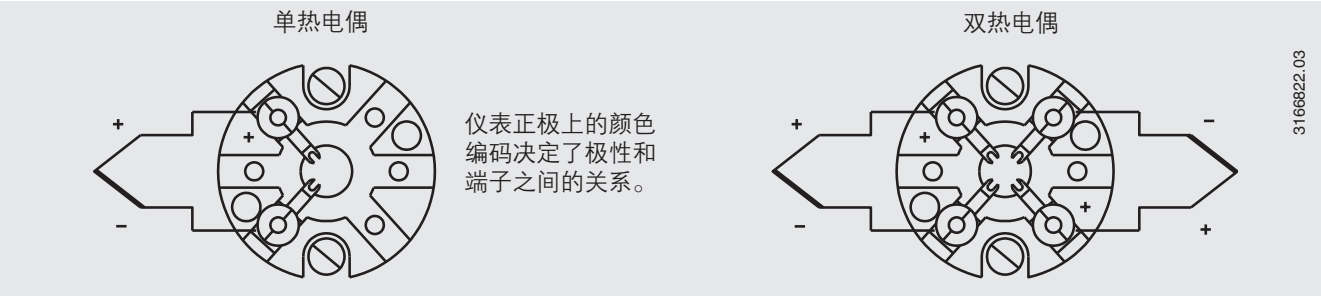 单热电偶
双热电偶
仪表正极上的颜色
编码决定了极性和
端子之间的关系。
+
+
−
+
+
−
−
+
+
3166822.03